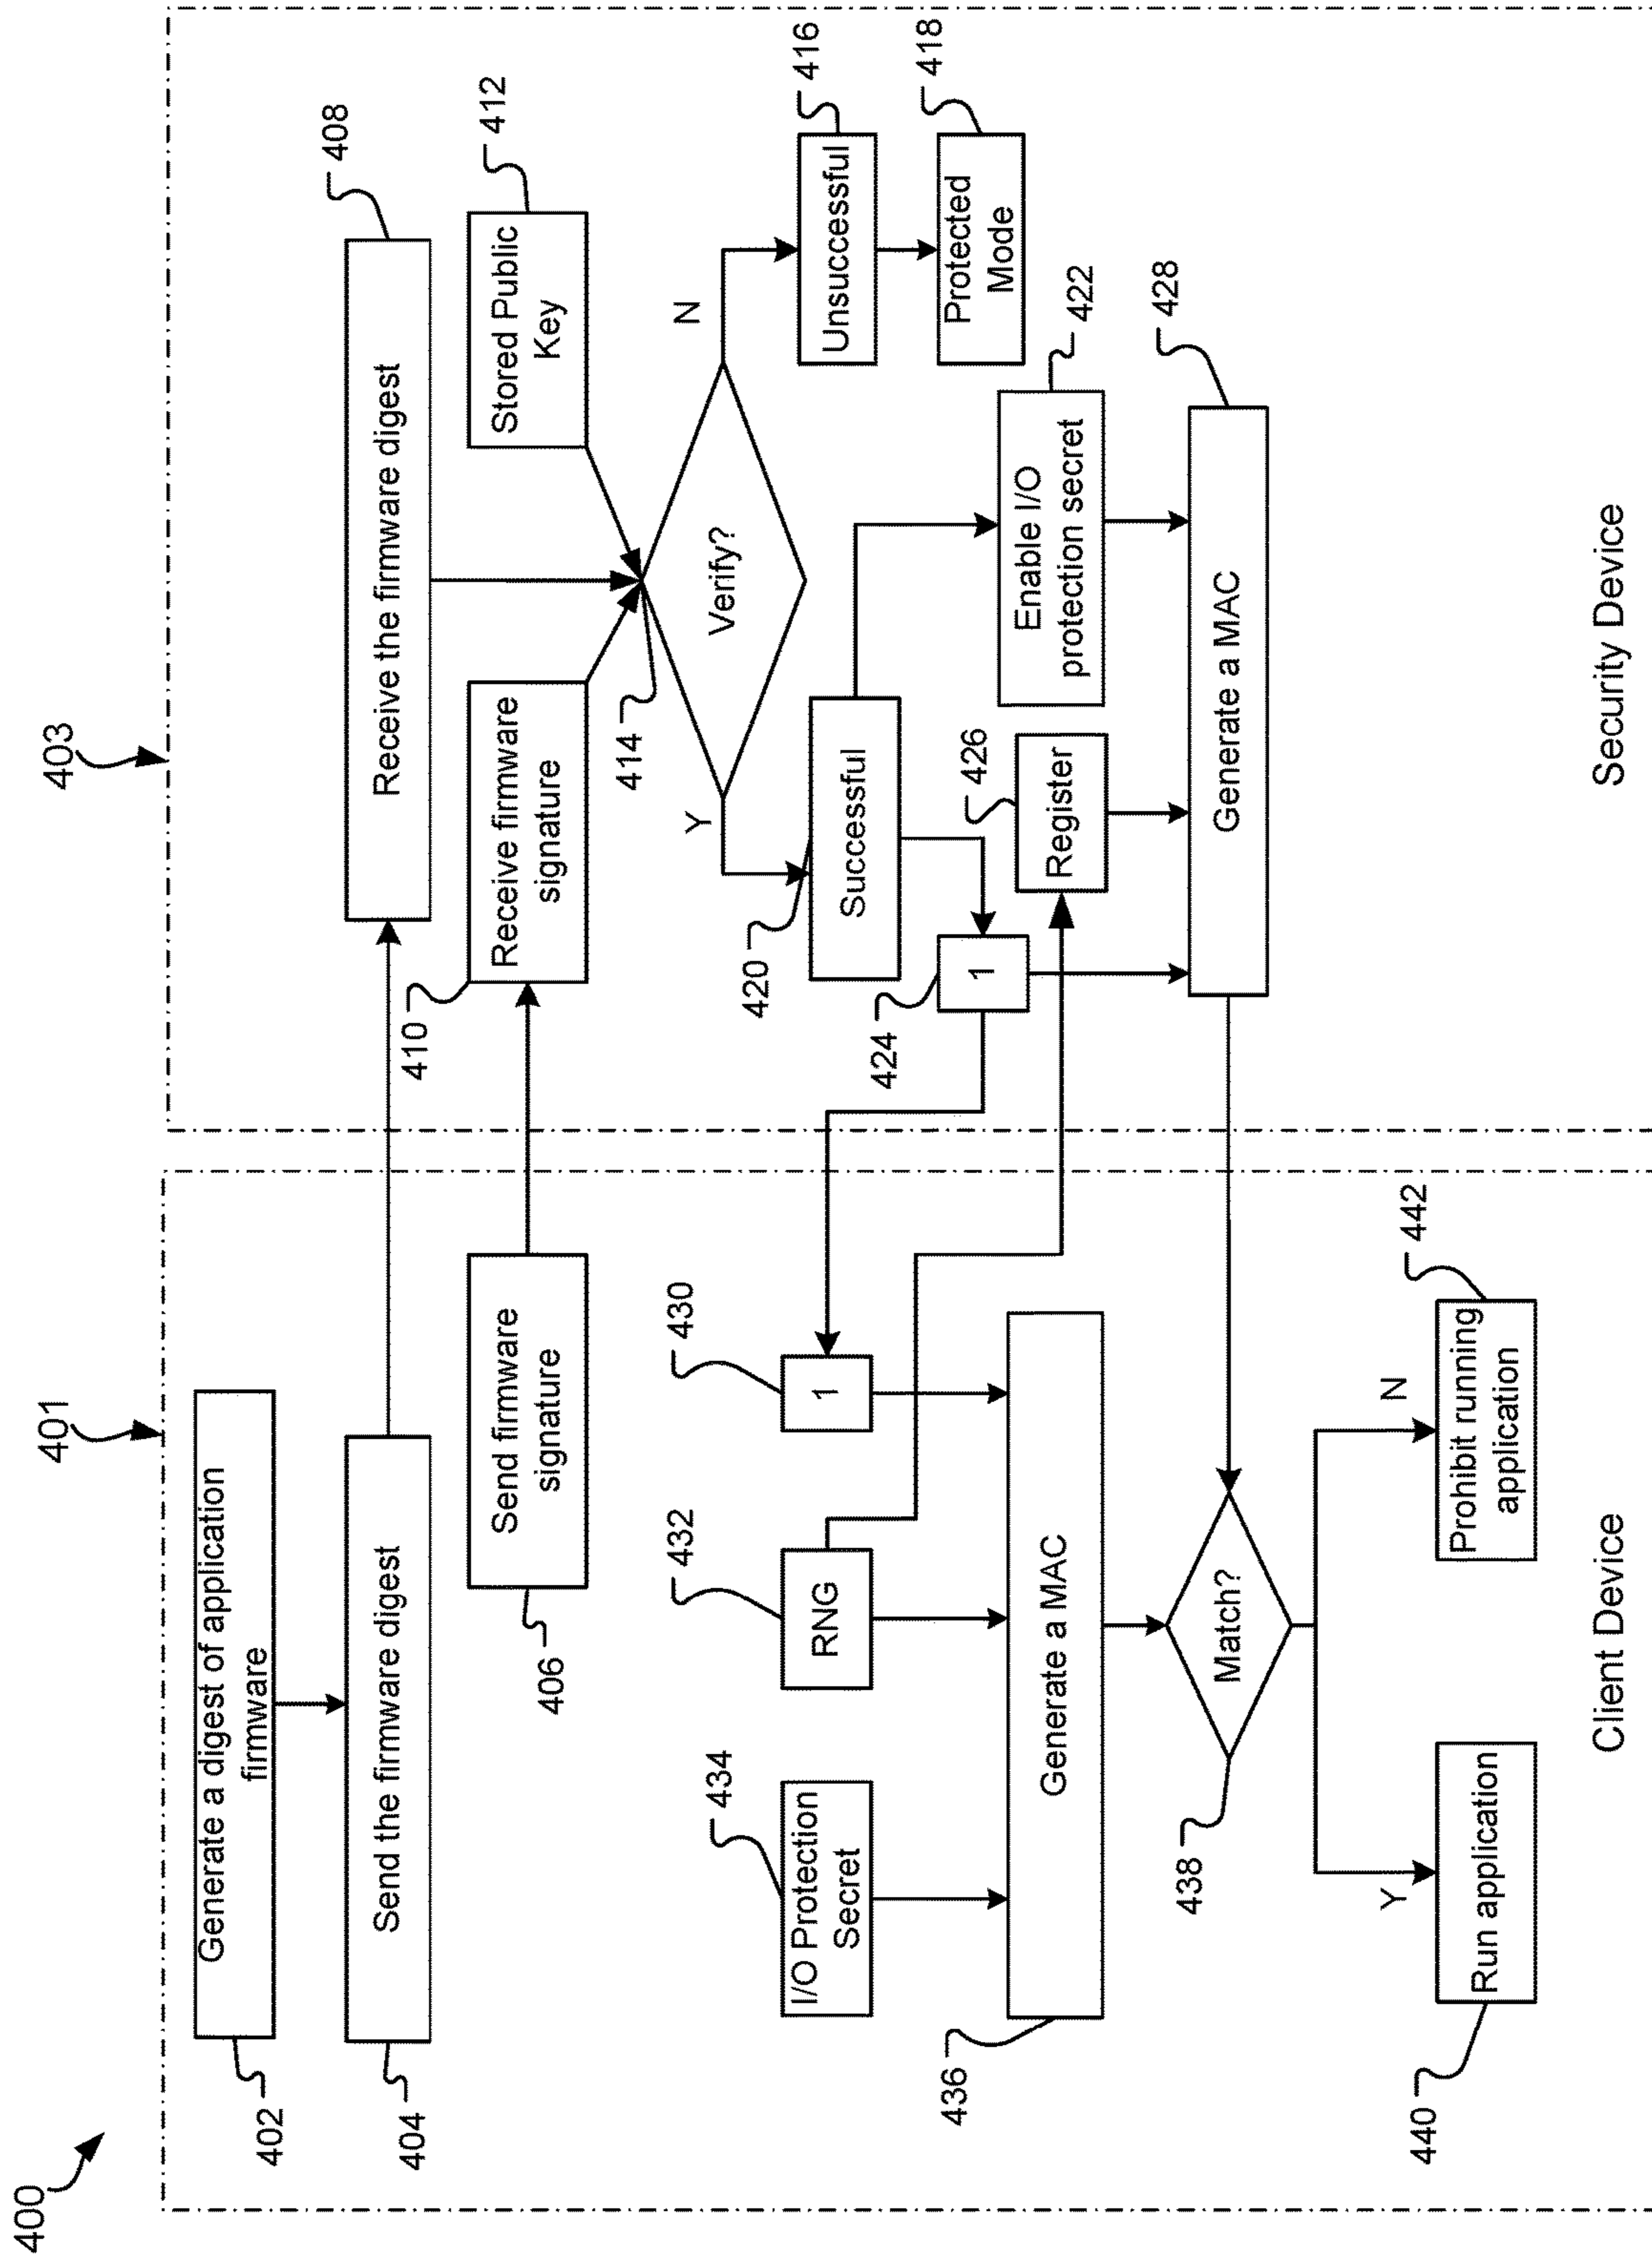 400
401
403
402
Generate a digest of application
firmware
404
Send the firmware digest
408
Receive the firmware digest
406
Send firmware
signature
410
Receive firmware
signature
412
Stored Public
Key
414
Verify?
Y
N
416
Unsuccessful
418
Protected
Mode
420
Successful
422
Enable I/O
protection secret
424
1
426
Register
428
Generate a MAC
430
1
432
RNG
434
I/O Protection
Secret
436
Generate a MAC
438
Match?
Y
N
440
Run application
442
Prohibit running
application
Client Device
Security Device